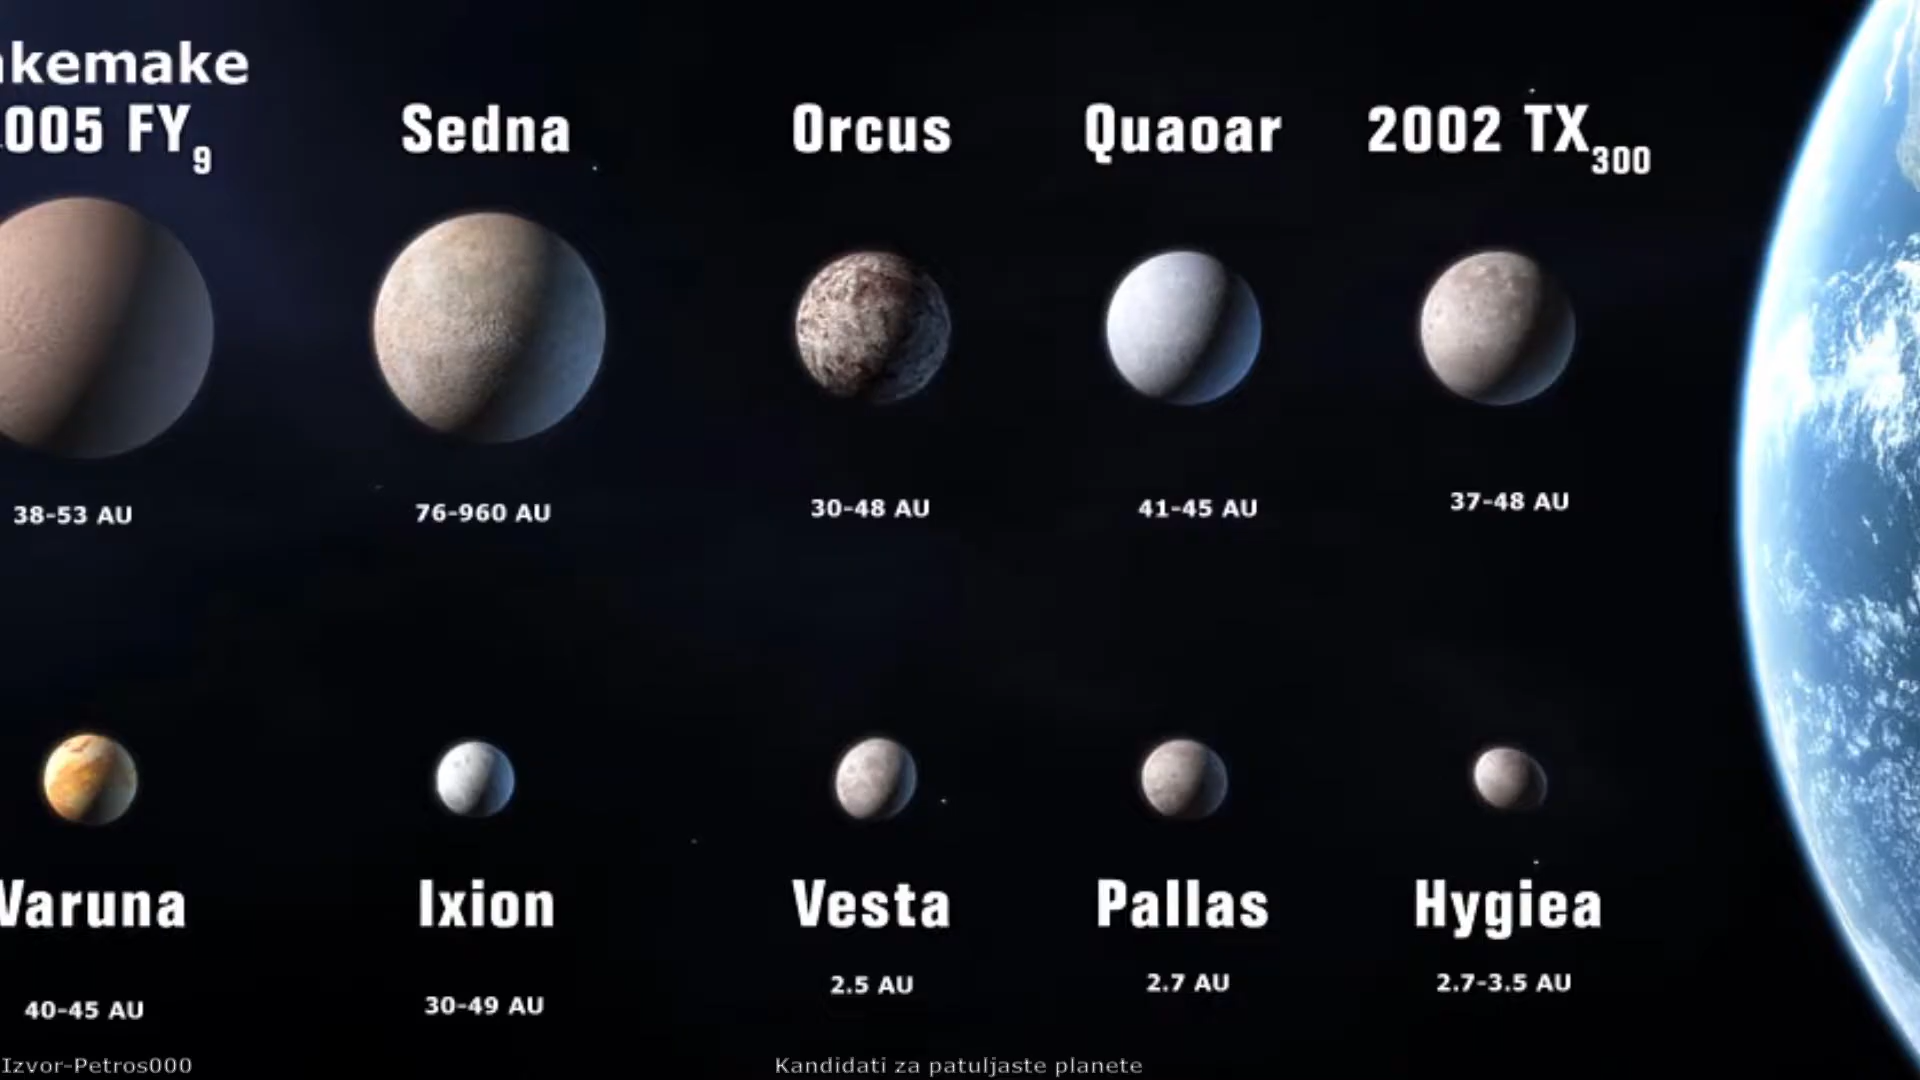 akemake
005 FY9
Sedna
Orcus
Quaoar
2002 TX300
38-53 AU
76-960 AU
30-48 AU
41-45 AU
37-48 AU
Varuna
Ixion
Vesta
Pallas
Hygiea
40-45 AU
30-49 AU
2.5 AU
2.7 AU
2.7-3.5 AU
Izvor-Petros000
Kandidati za patuljaste planete